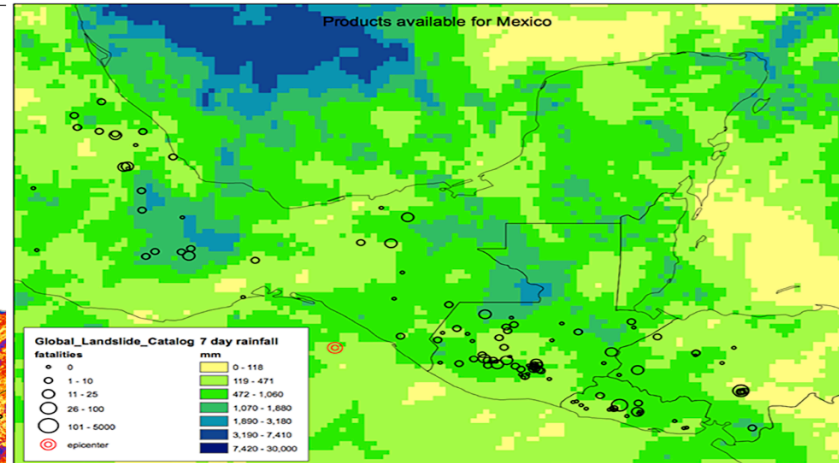 Products available for Mexico
Global_Landslide_Catalog 7 day rainfall
fatalities mm
0 0 - 118
1 - 10 119 - 471
11 - 25 472 - 1,060
26 - 100 1,070 - 1,880
101 - 5000 1,890 - 3,180
epicenter 3,190 - 7,410
7,420 - 30,000